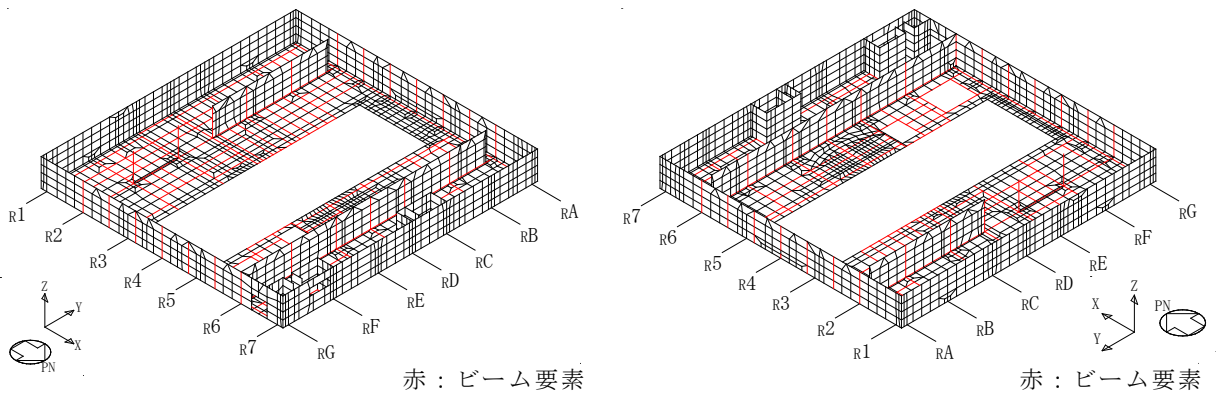 R1
R2
R3
R4
R5
R6
R7
RG
RF
RE
RD
RC
RB
RA
Z
Y
X
PN
赤：ビーム要素
R7
R6
R5
R4
R3
R2
R1
RA
RB
RC
RD
RE
RF
RG
X
Y
Z
PN
赤：ビーム要素